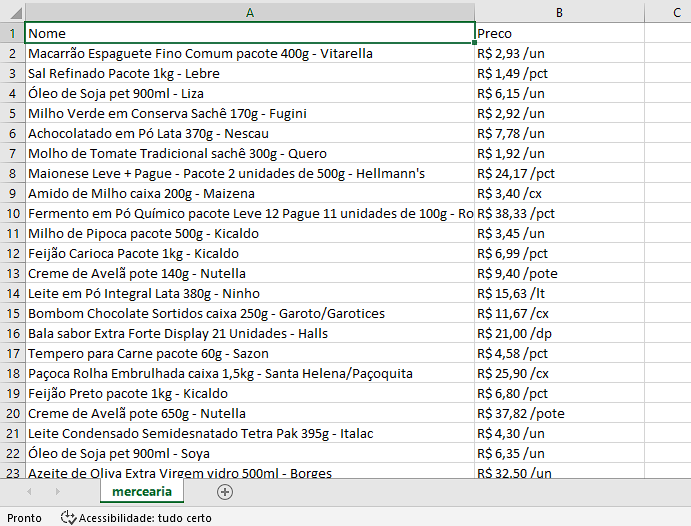 A B C
1 Nome Preco
2 Macarrão Espaguete Fino Comum pacote 400g - Vitarella R$ 2,93 /un
3 Sal Refinado Pacote 1kg - Lebre R$ 1,49 /pct
4 Óleo de Soja pet 900ml - Liza R$ 6,15 /un
5 Milho Verde em Conserva Sachê 170g - Fugini R$ 2,92 /un
6 Achocolatado em Pó Lata 370g - Nescau R$ 7,78 /un
7 Molho de Tomate Tradicional sachê 300g - Quero R$ 1,92 /un
8 Maionese Leve + Pague - Pacote 2 unidades de 500g - Hellmann's R$ 24,17 /pct
9 Amido de Milho caixa 200g - Maizena R$ 3,40 /cx
10 Fermento em Pó Químico pacote Leve 12 Pague 11 unidades de 100g - Ro R$ 38,33 /pct
11 Milho de Pipoca pacote 500g - Kicaldo R$ 3,45 /un
12 Feijão Carioca Pacote 1kg - Kicaldo R$ 6,99 /pct
13 Creme de Avelã pote 140g - Nutella R$ 9,40 /pote
14 Leite em Pó Integral Lata 380g - Ninho R$ 15,63 /lt
15 Bombom Chocolate Sortidos caixa 250g - Garoto/Garotices R$ 11,67 /cx
16 Bala sabor Extra Forte Display 21 Unidades - Halls R$ 21,00 /dp
17 Tempero para Carne pacote 60g - Sazon R$ 4,58 /pct
18 Paçoca Rolha Embrulhada caixa 1,5kg - Santa Helena/Paçoquita R$ 25,90 /cx
19 Feijão Preto pacote 1kg - Kicaldo R$ 6,80 /pct
20 Creme de Avelã pote 650g - Nutella R$ 37,82 /pote
21 Leite Condensado Semidesnatado Tetra Pak 395g - Italac R$ 4,30 /un
22 Óleo de Soja pet 900ml - Soya R$ 6,35 /un
23 Azeite de Oliva Extra Virgem vidro 500ml - Borges R$ 32,50 /un
mercearia
Pronto Acessibilidade: tudo certo